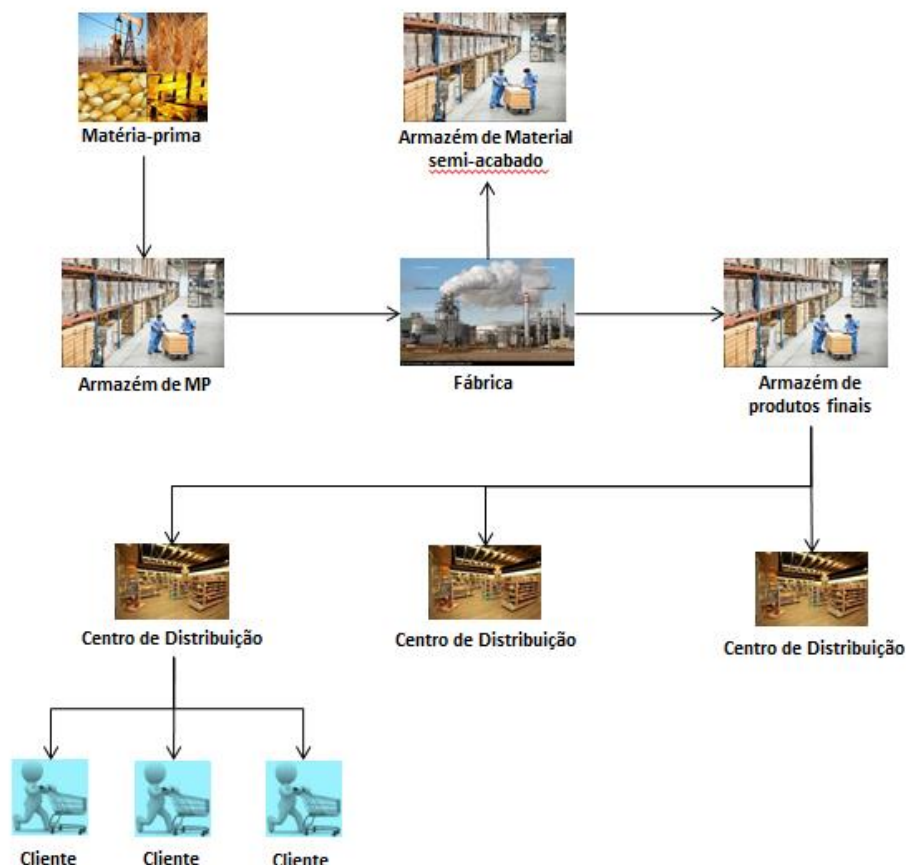 Matéria-prima
Armazém de Material
semi-acabado
Armazém de MP
Fábrica
Armazém de
produtos finais
Centro de Distribuição
Centro de Distribuição
Centro de Distribuição
Cliente
Cliente
Cliente